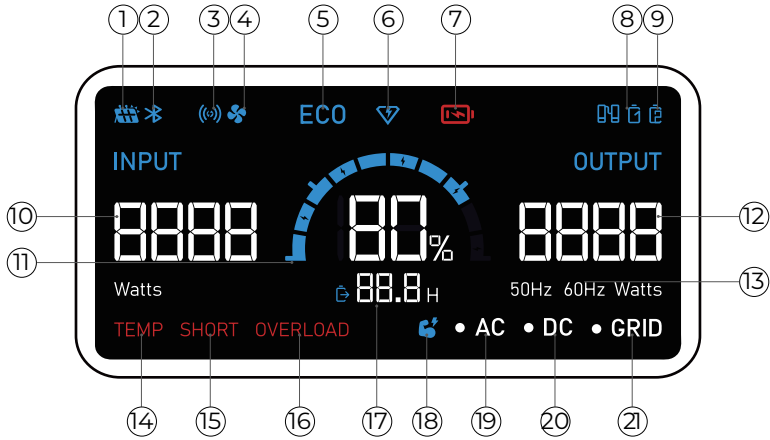 ① ② ③ ④ ⑤ ⑥ ⑦ ⑧ ⑨
ECO
INPUT OUTPUT
⑩ 8888 80% 8888 ⑫
⑪ ⑬
Watts 88.8 H 50Hz 60Hz Watts
TEMP SHORT OVERLOAD • AC • DC • GRID
⑭ ⑮ ⑯ ⑰ ⑱ ⑲ ⑳ ㉑